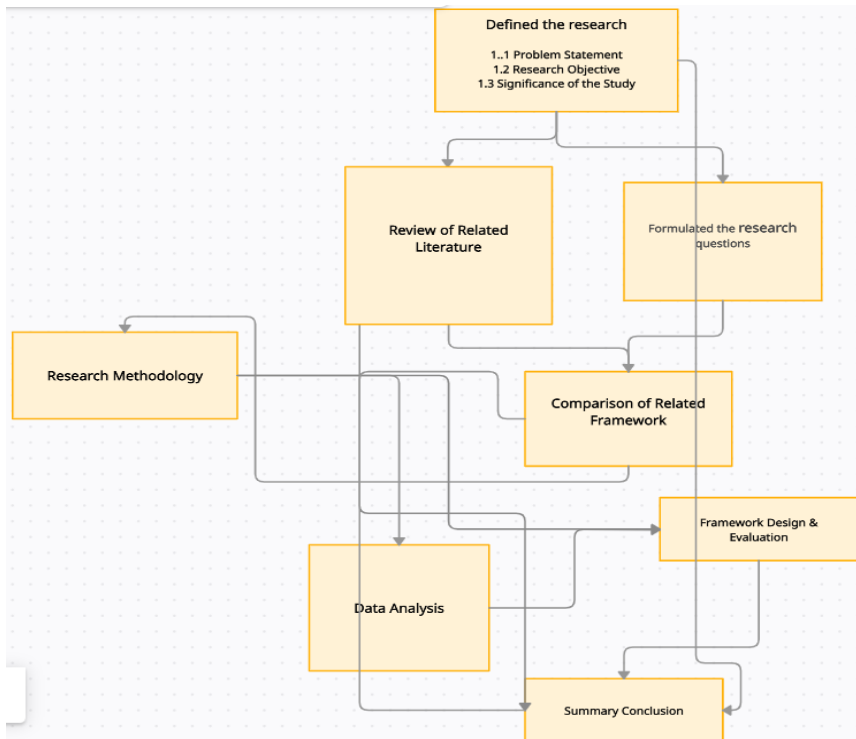 Defined the research
1..1 Problem Statement
1.2 Research Objective
1.3 Significance of the Study
Review of Related
Literature
Formulated the research
questions
Research Methodology
Comparison of Related
Framework
Framework Design &
Evaluation
Data Analysis
Summary Conclusion